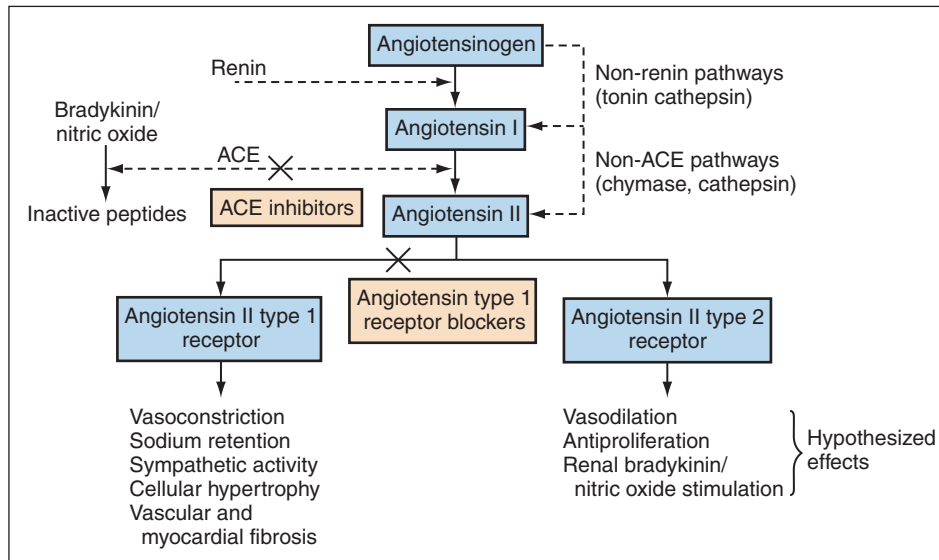 Angiotensinogen
Renin
Non-renin pathways
(tonin cathepsin)
Bradykinin/
nitric oxide
Angiotensin I
ACE
Non-ACE pathways
(chymase, cathepsin)
Inactive peptides
ACE inhibitors
Angiotensin II
Angiotensin II type 1
receptor
Angiotensin type 1
receptor blockers
Angiotensin II type 2
receptor
Vasoconstriction
Sodium retention
Sympathetic activity
Cellular hypertrophy
Vascular and
myocardial fibrosis
Vasodilation
Antiproliferation
Renal bradykinin/
nitric oxide stimulation
Hypothesized
effects